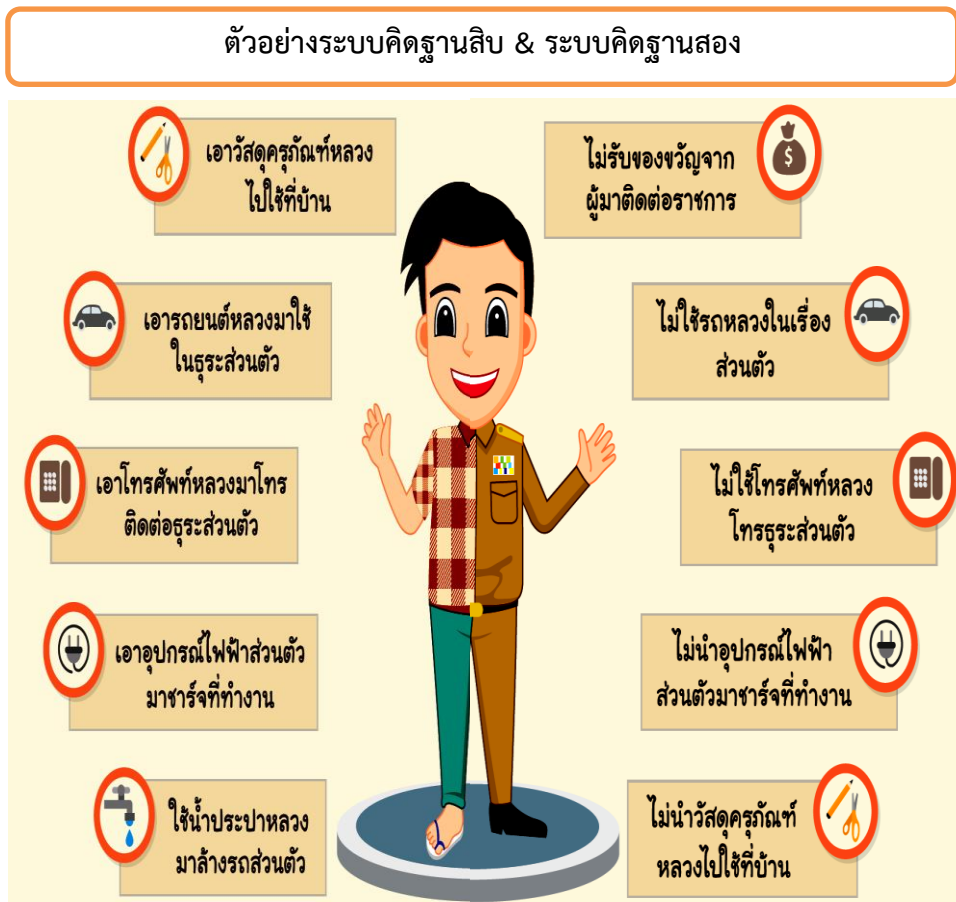 ตัวอย่างระบบคิดฐานสิบ & ระบบคิดฐานสอง
เอาวัสดุครุภัณฑ์หลวง
ไปใช้ที่บ้าน
เอารถยนต์หลวงมาใช้
ในธุระส่วนตัว
เอาโทรศัพท์หลวงมาโทร
ติดต่อธุระส่วนตัว
เอาอุปกรณ์ไฟฟ้าส่วนตัว
มาชาร์จที่ทำงาน
ใช้น้ำประปาหลวง
มาล้างรถส่วนตัว
ไม่รับของขวัญจาก
ผู้มาติดต่อราชการ
$
ไม่ใช้รถหลวงในเรื่อง
ส่วนตัว
ไม่ใช้โทรศัพท์หลวง
โทรธุระส่วนตัว
ไม่นำอุปกรณ์ไฟฟ้า
ส่วนตัวมาชาร์จที่ทำงาน
ไม่นำวัสดุครุภัณฑ์
หลวงไปใช้ที่บ้าน